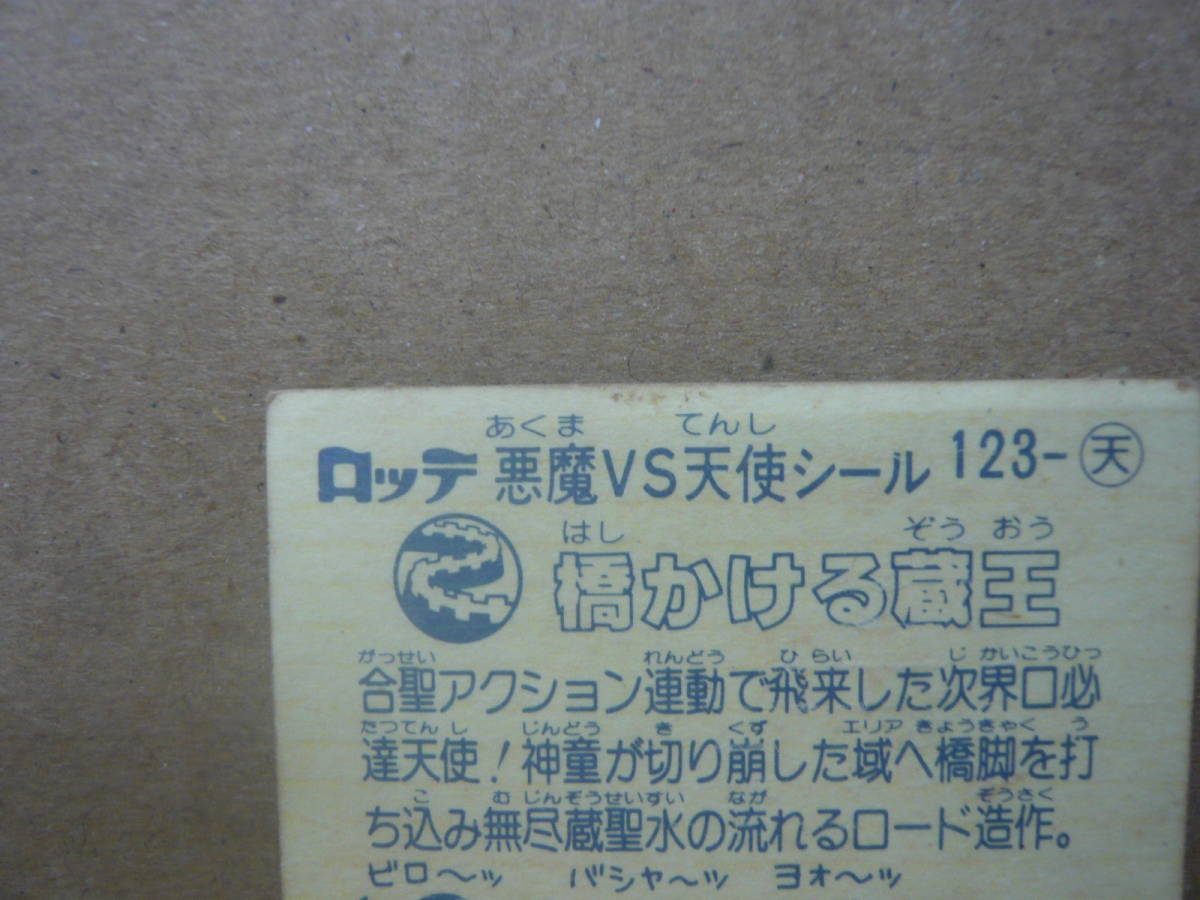 あくま てんし
ロッテ 悪魔VS天使シール 123-天
はし ぞう おう
橋かける蔵王
がっせい れんどう ひ らい じ かいこうひっ
合聖アクション連動で飛来した次界口必
たつてん し じんどう き くず エリア きょうきゃく う
達天使!神童が切り崩した域へ橋脚を打
こ む じんぞうせいすい なが ぞうさく
ち込み無尽蔵聖水の流れるロード造作。
ビロ〜ッ バシャ〜ッ ヨォ〜ッ